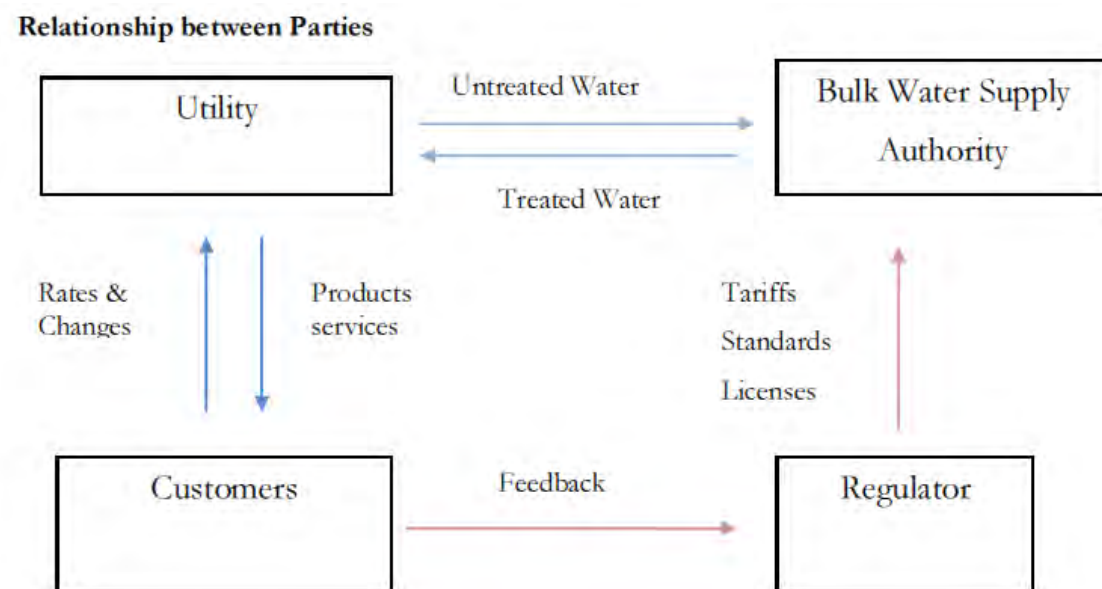 Relationship between Parties
Utility
Untreated Water
Bulk Water Supply
Authority
Treated Water
Rates &
Changes
Products
services
Tariffs
Standards
Licenses
Customers
Feedback
Regulator